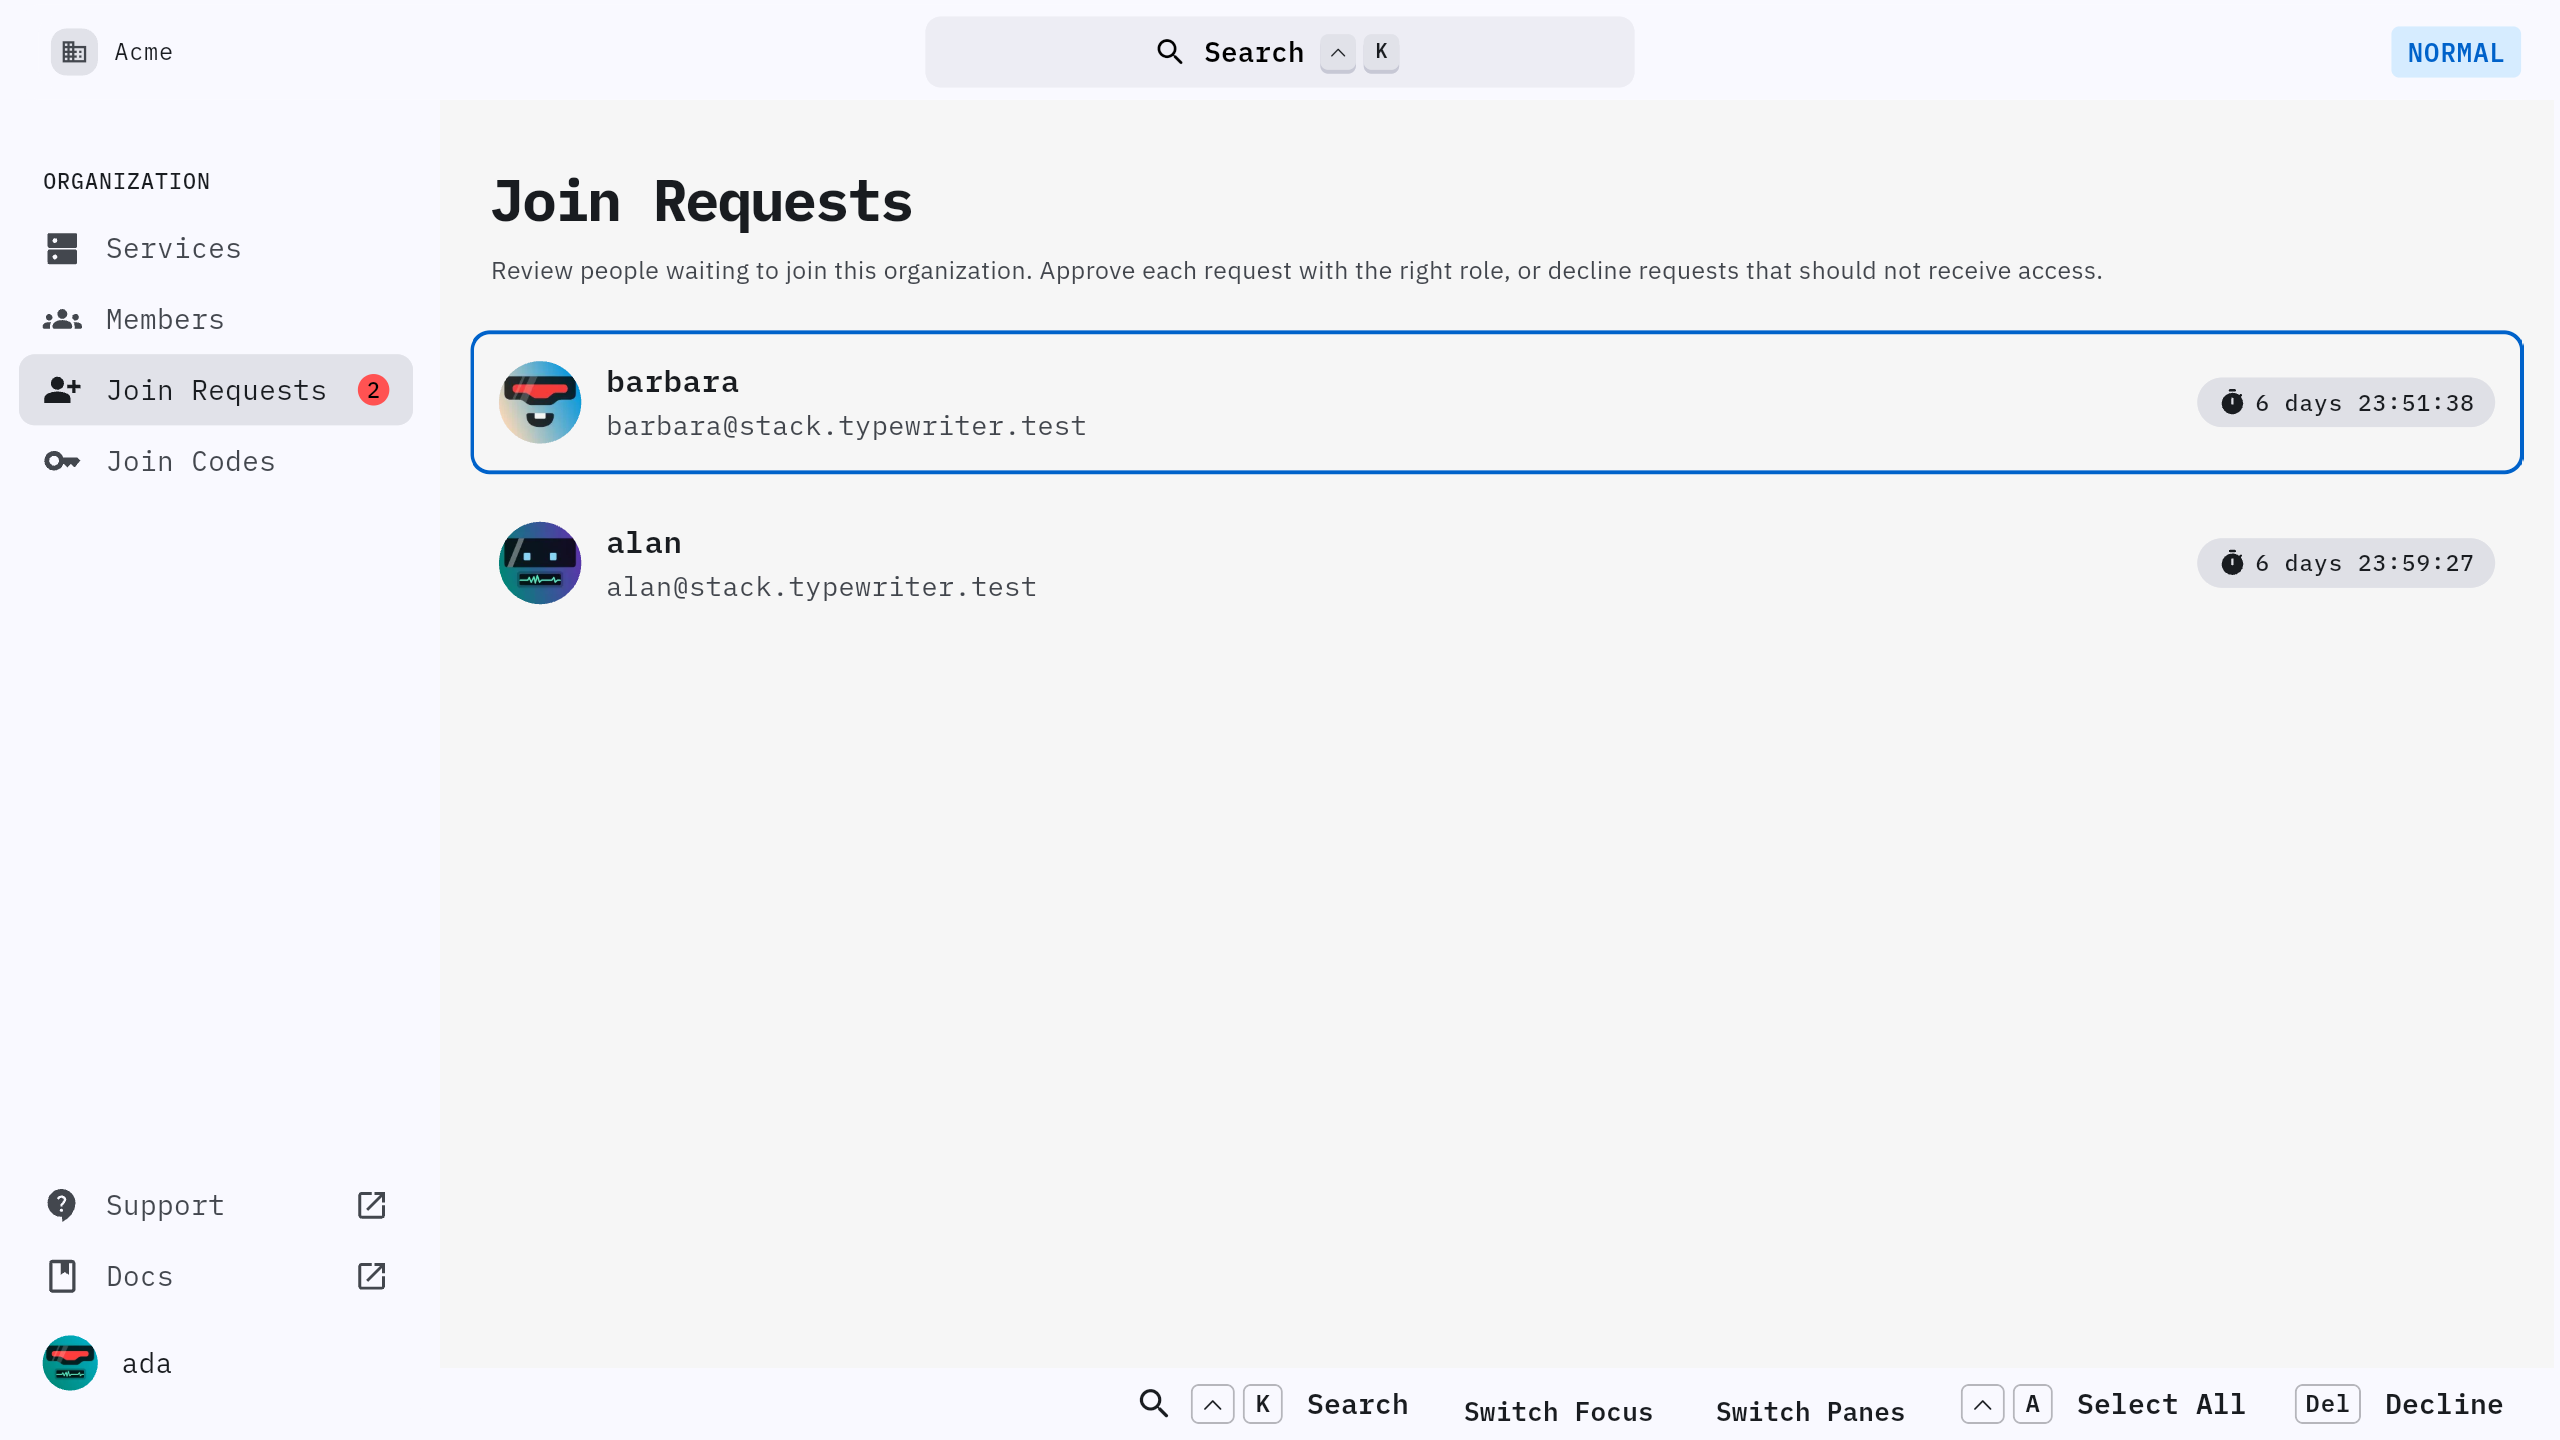 Acme
Search ^ K
NORMAL
ORGANIZATION
Services
Members
Join Requests 2
Join Codes
Join Requests
Review people waiting to join this organization. Approve each request with the right role, or decline requests that should not receive access.
barbara
barbara@stack.typewriter.test
6 days 23:51:38
alan
alan@stack.typewriter.test
6 days 23:59:27
Support
Docs
ada
^ K Search Switch Focus Switch Panes ^ A Select All Del Decline